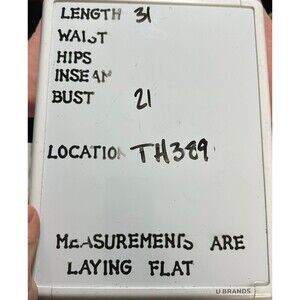 LENGTH 31
WAIST
HIPS
INSEAM
BUST 21
LOCATION TH389
MEASUREMENTS ARE
LAYING FLAT
U BRANDS